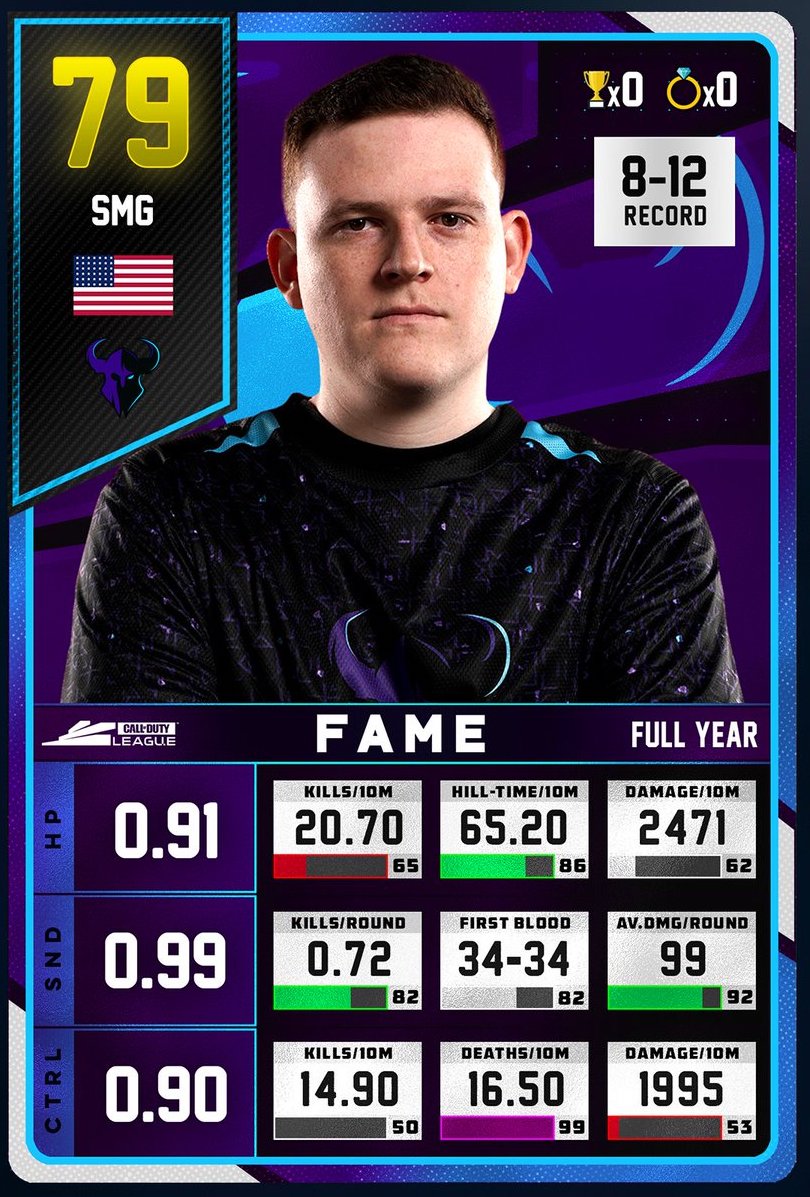 79
SMG
x0 x0
8-12
RECORD
CALL OF DUTY
LEAGUE
FAME
FULL YEAR
HP
0.91
KILLS/10M
20.70
65
HILL-TIME/10M
65.20
86
DAMAGE/10M
2471
62
SND
0.99
KILLS/ROUND
0.72
82
FIRST BLOOD
34-34
82
AV.DMG/ROUND
99
92
CTRL
0.90
KILLS/10M
14.90
50
DEATHS/10M
16.50
99
DAMAGE/10M
1995
53